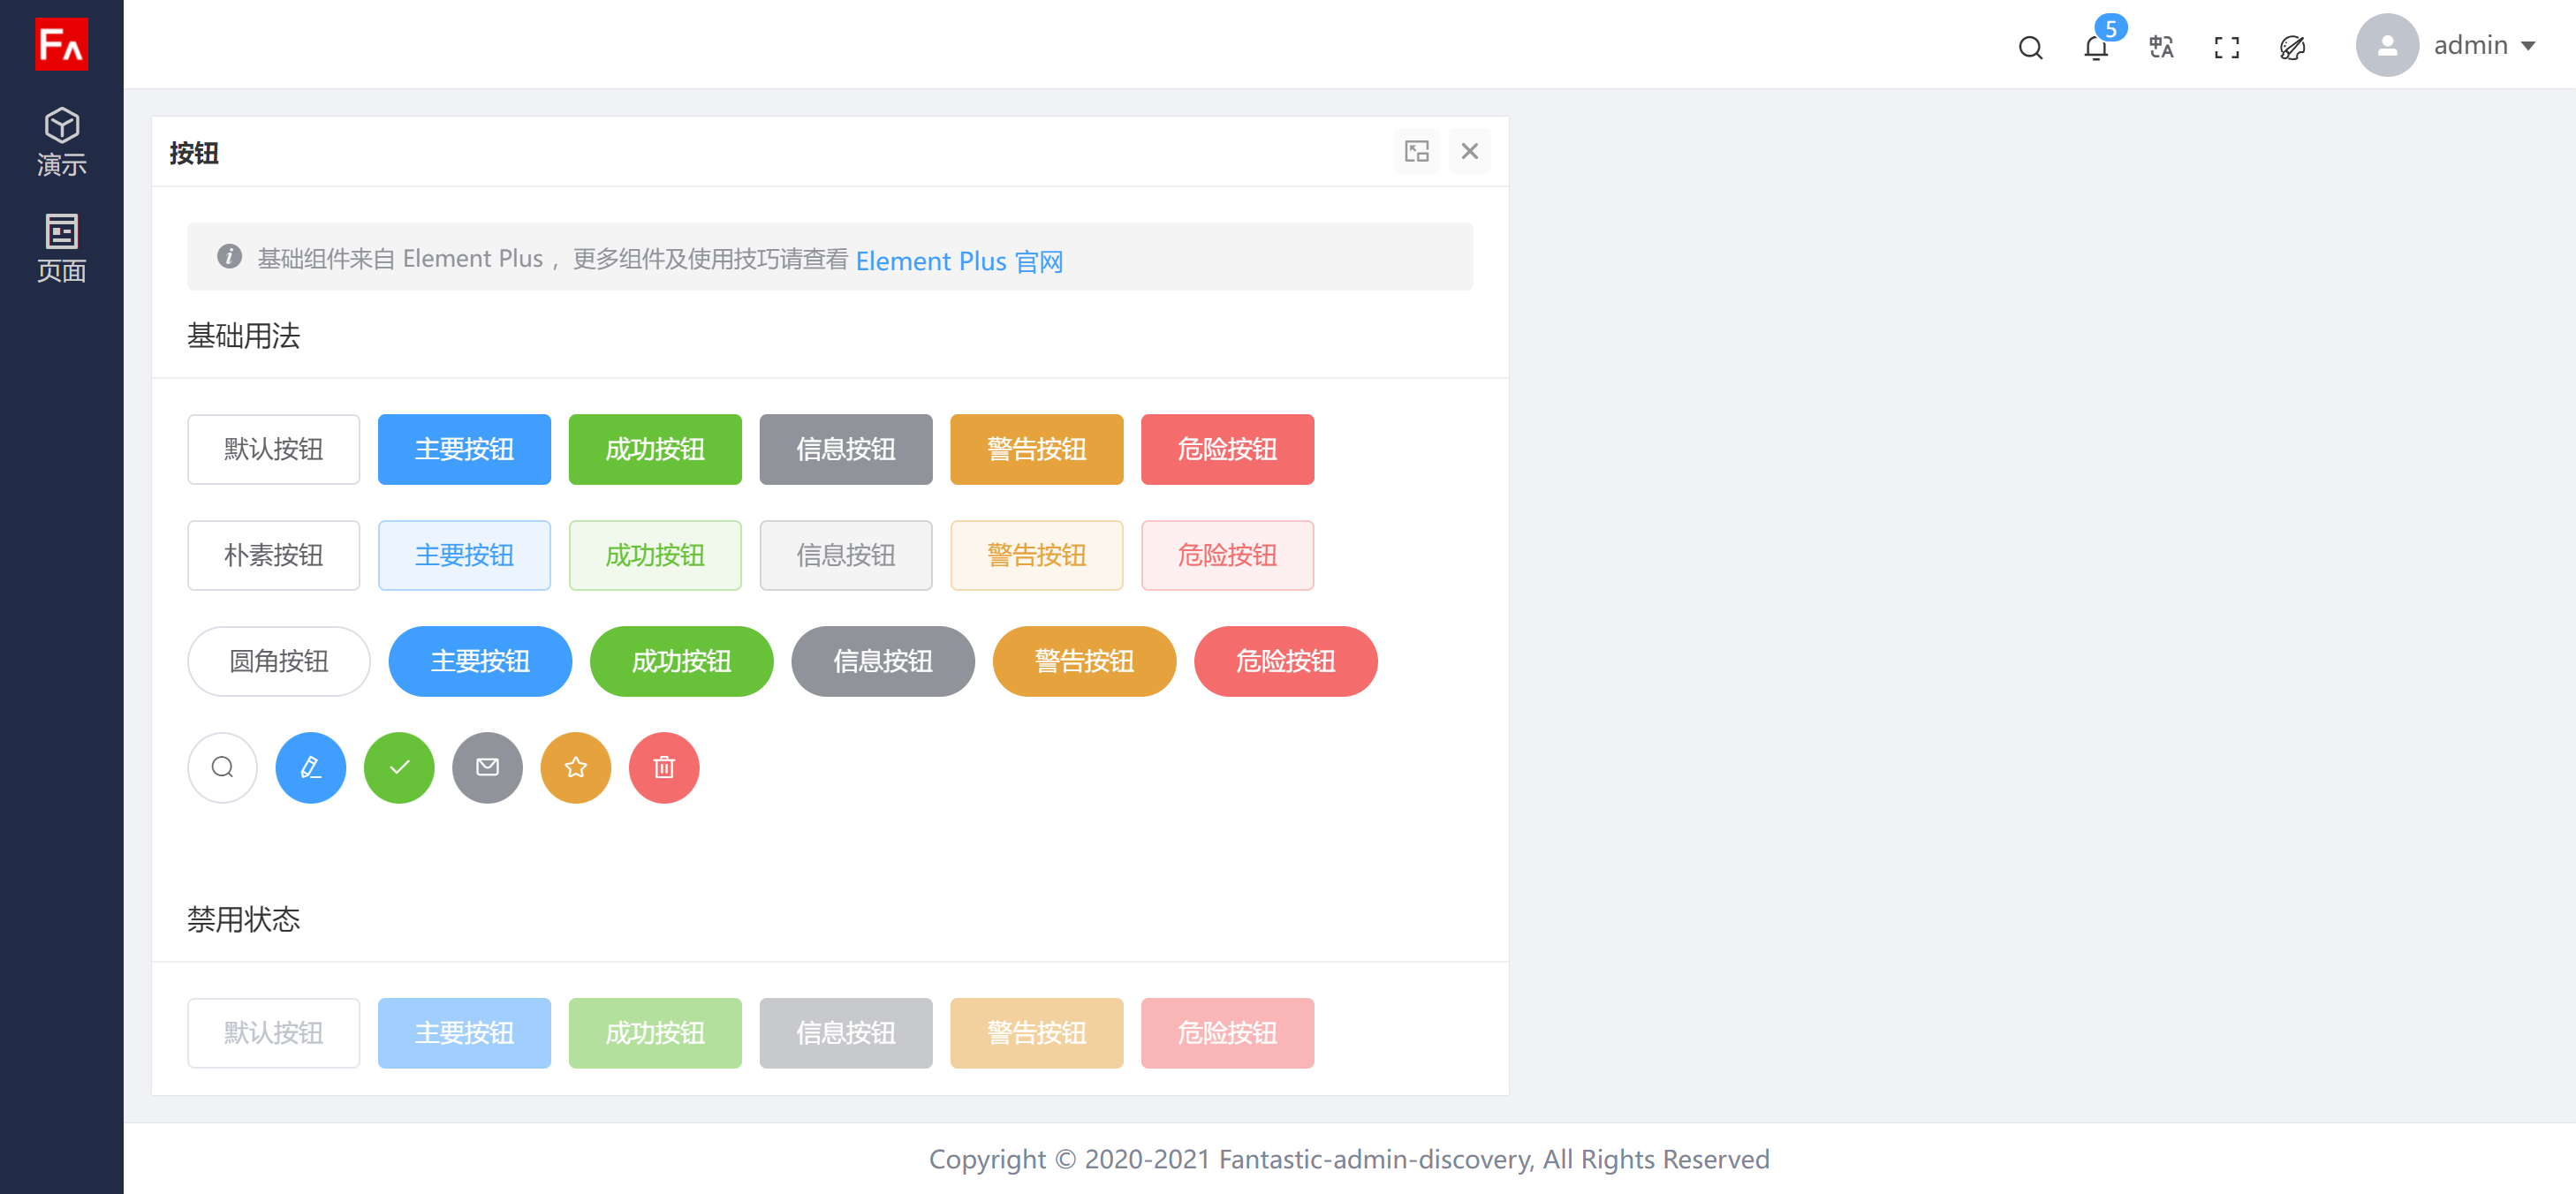 FA
5
admin
演示
页面
按钮
基础组件来自 Element Plus ，更多组件及使用技巧请查看 Element Plus 官网
基础用法
默认按钮 主要按钮 成功按钮 信息按钮 警告按钮 危险按钮
朴素按钮 主要按钮 成功按钮 信息按钮 警告按钮 危险按钮
圆角按钮 主要按钮 成功按钮 信息按钮 警告按钮 危险按钮
禁用状态
默认按钮 主要按钮 成功按钮 信息按钮 警告按钮 危险按钮
Copyright © 2020-2021 Fantastic-admin-discovery, All Rights Reserved